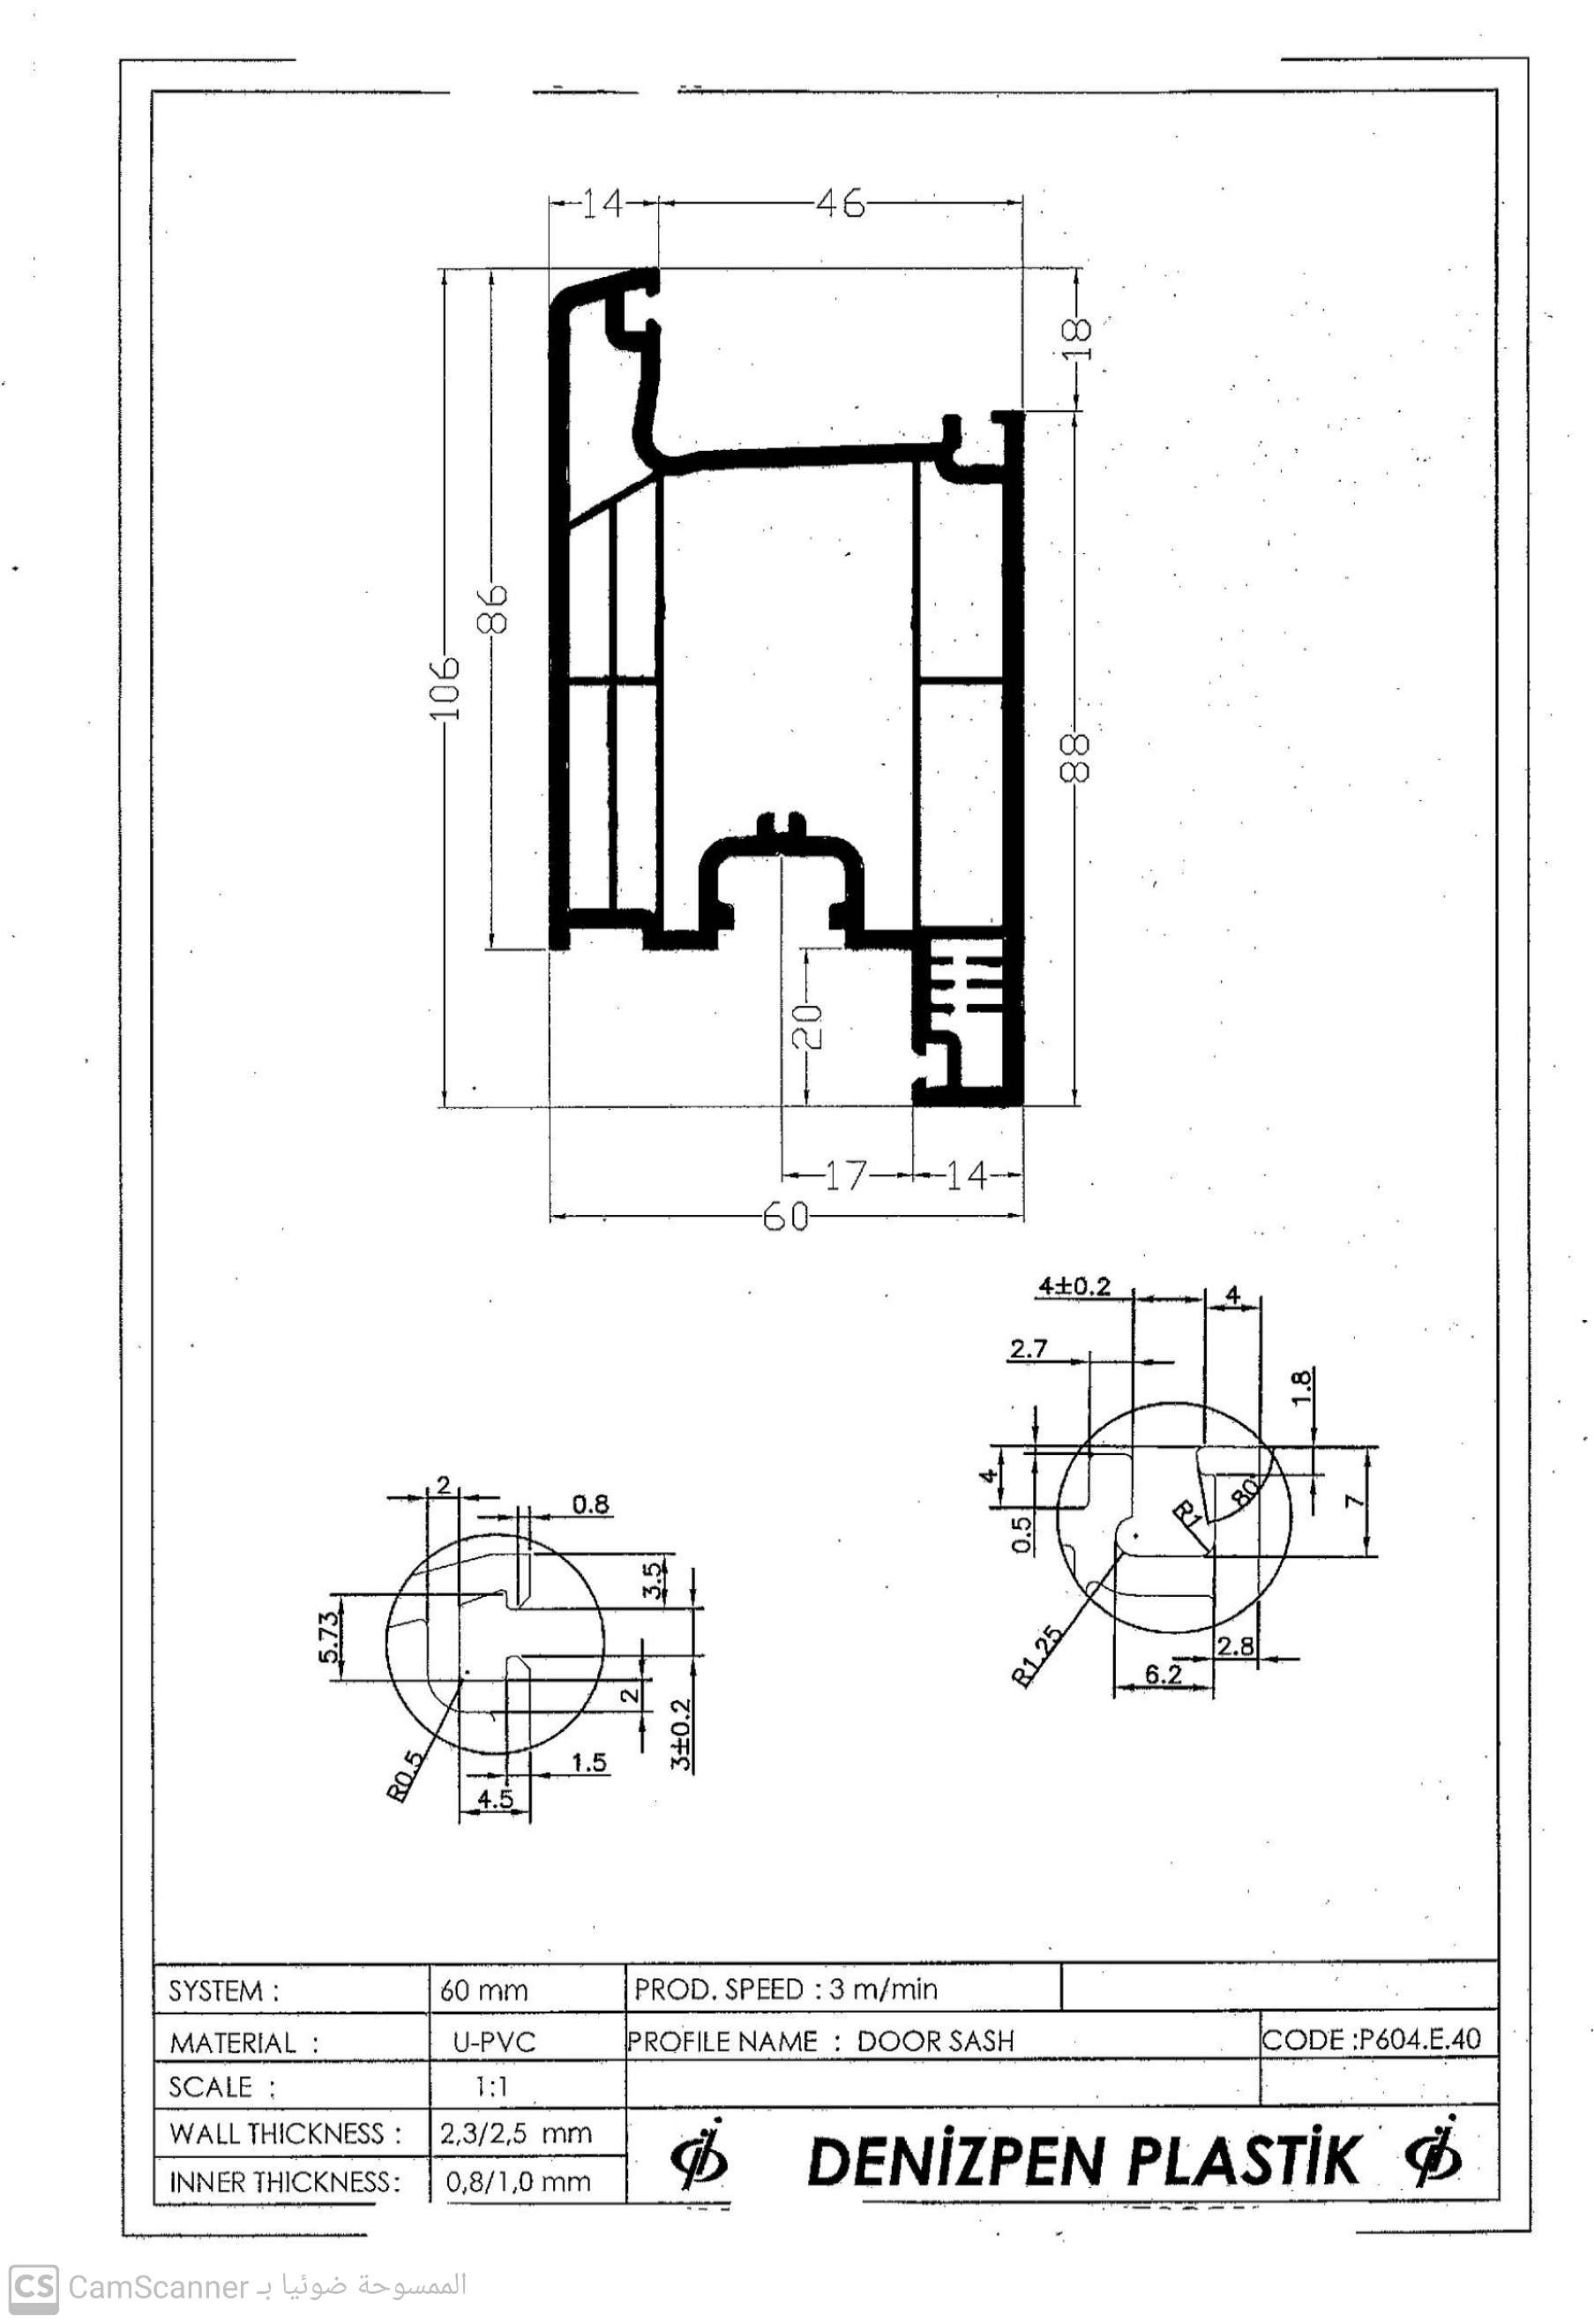 14 46
18
86
106
88
20
17 14
60
4±0.2 4
2.7
1.8
4
0.5
80
R1
7
R1.25
2.8
6.2
2
0.8
3.5
5.73
2
3±0.2
R0.5
1.5
4.5
SYSTEM : 60 mm PROD. SPEED : 3 m/min
MATERIAL : U-PVC PROFILE NAME : DOOR SASH CODE :P604.E.40
SCALE : 1:1
WALL THICKNESS : 2,3/2,5 mm
DENİZPEN PLASTİK
INNER THICKNESS: 0,8/1,0 mm
CS CamScanner الممسوحة ضوئيا بـ